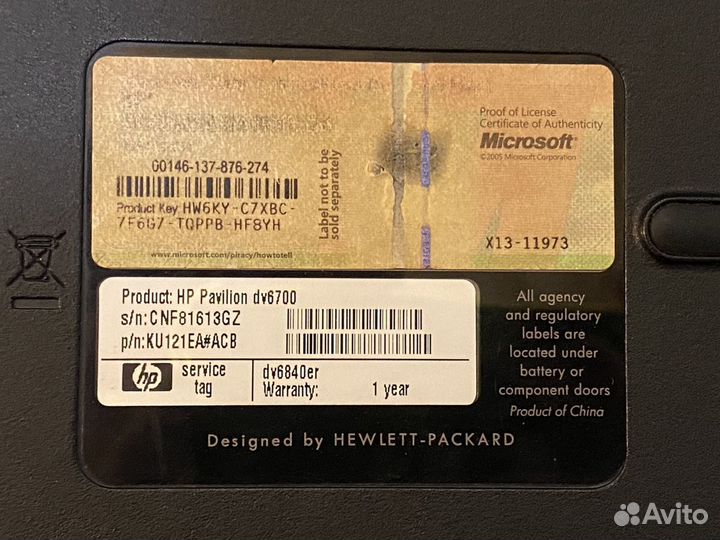 00146-137-876-274
Product Key: HW6KY-C7XBC-
7F6G7-TQPPB-HF8YH
www.microsoft.com/piracy/howtotell
Label not to be
sold separately
Proof of License
Certificate of Authenticity
Microsoft®
©2005 Microsoft Corporation
X13-11973
Product: HP Pavilion dv6700
s/n:CNF81613GZ
p/n:KU121EA#ACB
hp
service
tag
dv6840er
Warranty: 1 year
All agency
and regulatory
labels are
located under
battery or
component doors
Product of China
Designed by HEWLETT-PACKARD
Avito